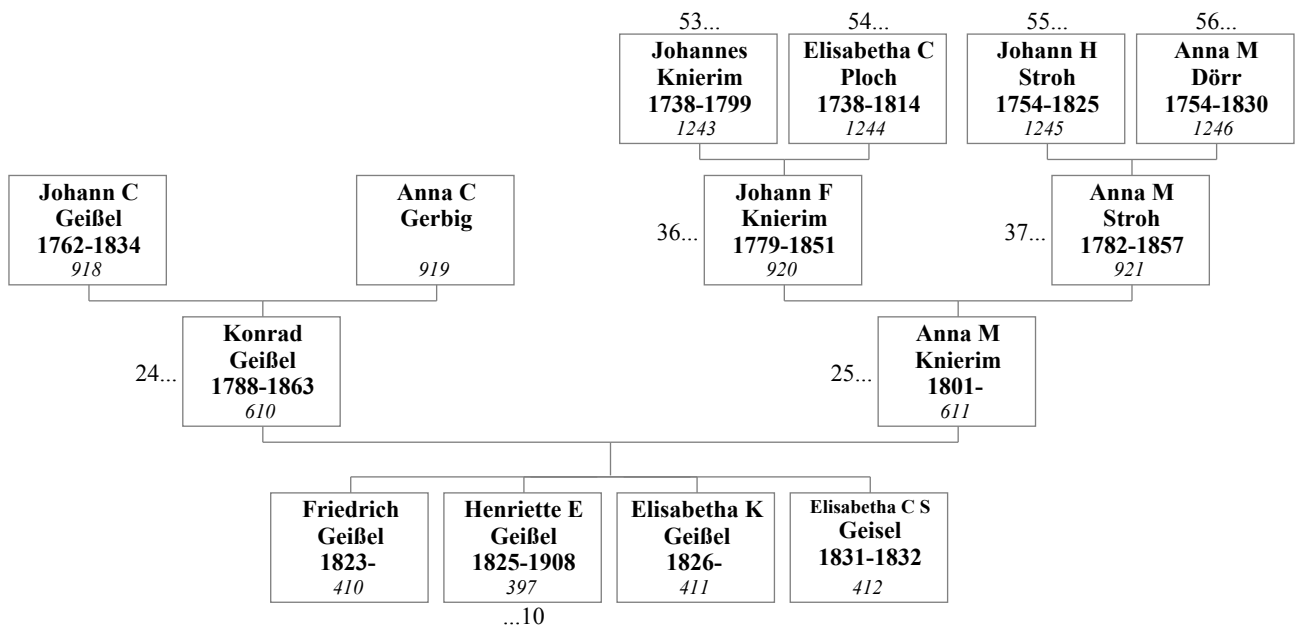 53...
54...
55...
56...
Johannes
Knierim
1738-1799
1243
Elisabetha C
Ploch
1738-1814
1244
Johann H
Stroh
1754-1825
1245
Anna M
Dörr
1754-1830
1246
Johann C
Geißel
1762-1834
918
Anna C
Gerbig
919
36...
Johann F
Knierim
1779-1851
920
37...
Anna M
Stroh
1782-1857
921
24...
Konrad
Geißel
1788-1863
610
25...
Anna M
Knierim
1801-
611
Friedrich
Geißel
1823-
410
Henriette E
Geißel
1825-1908
397
...10
Elisabetha K
Geißel
1826-
411
Elisabetha C S
Geisel
1831-1832
412